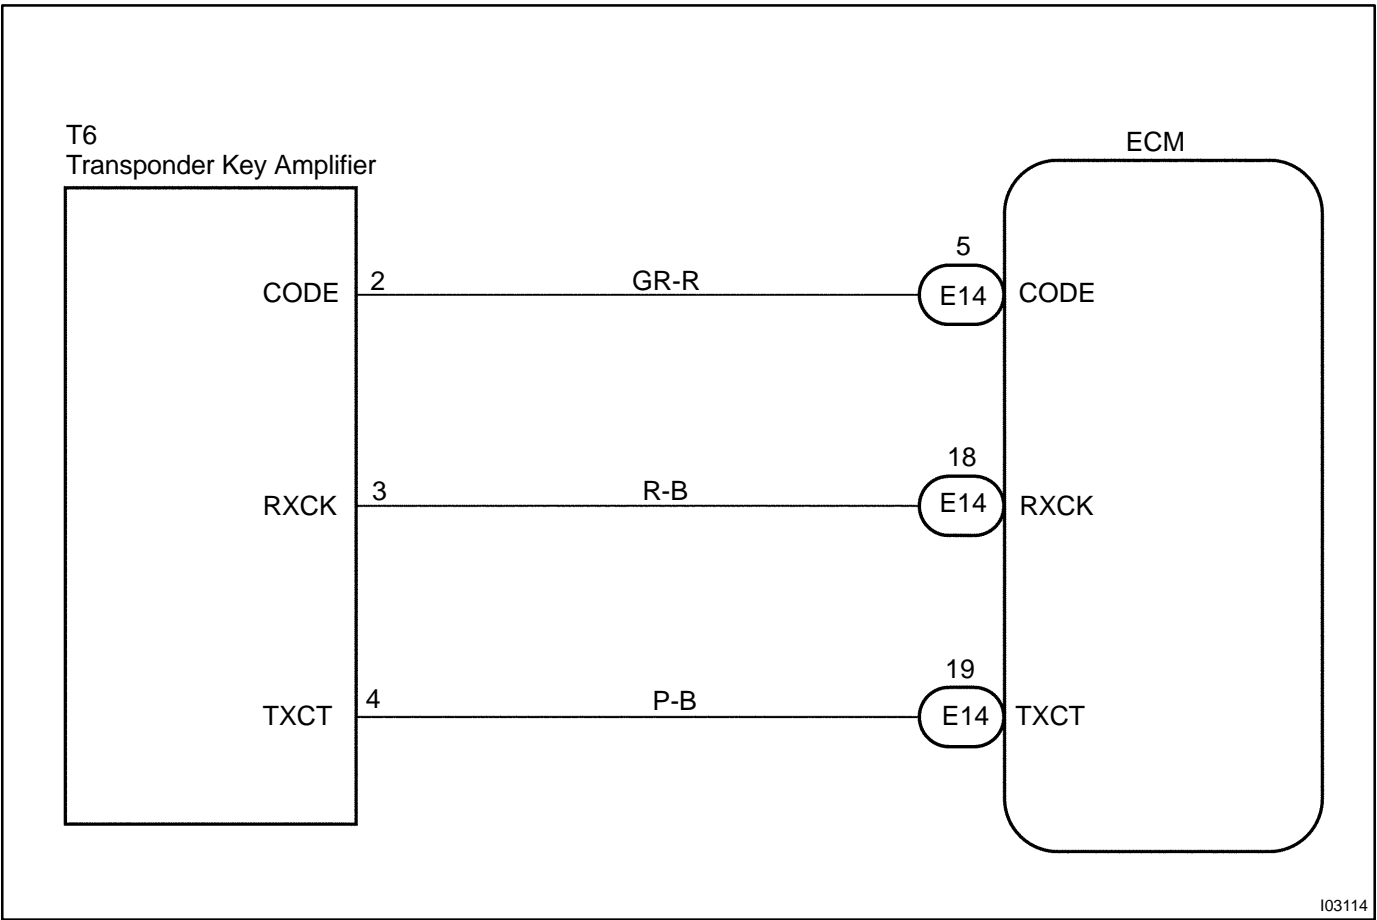 T6
Transponder Key Amplifier
ECM
5
CODE 2 GR-R E14 CODE
18
RXCK 3 R-B E14 RXCK
19
TXCT 4 P-B E14 TXCT
I03114